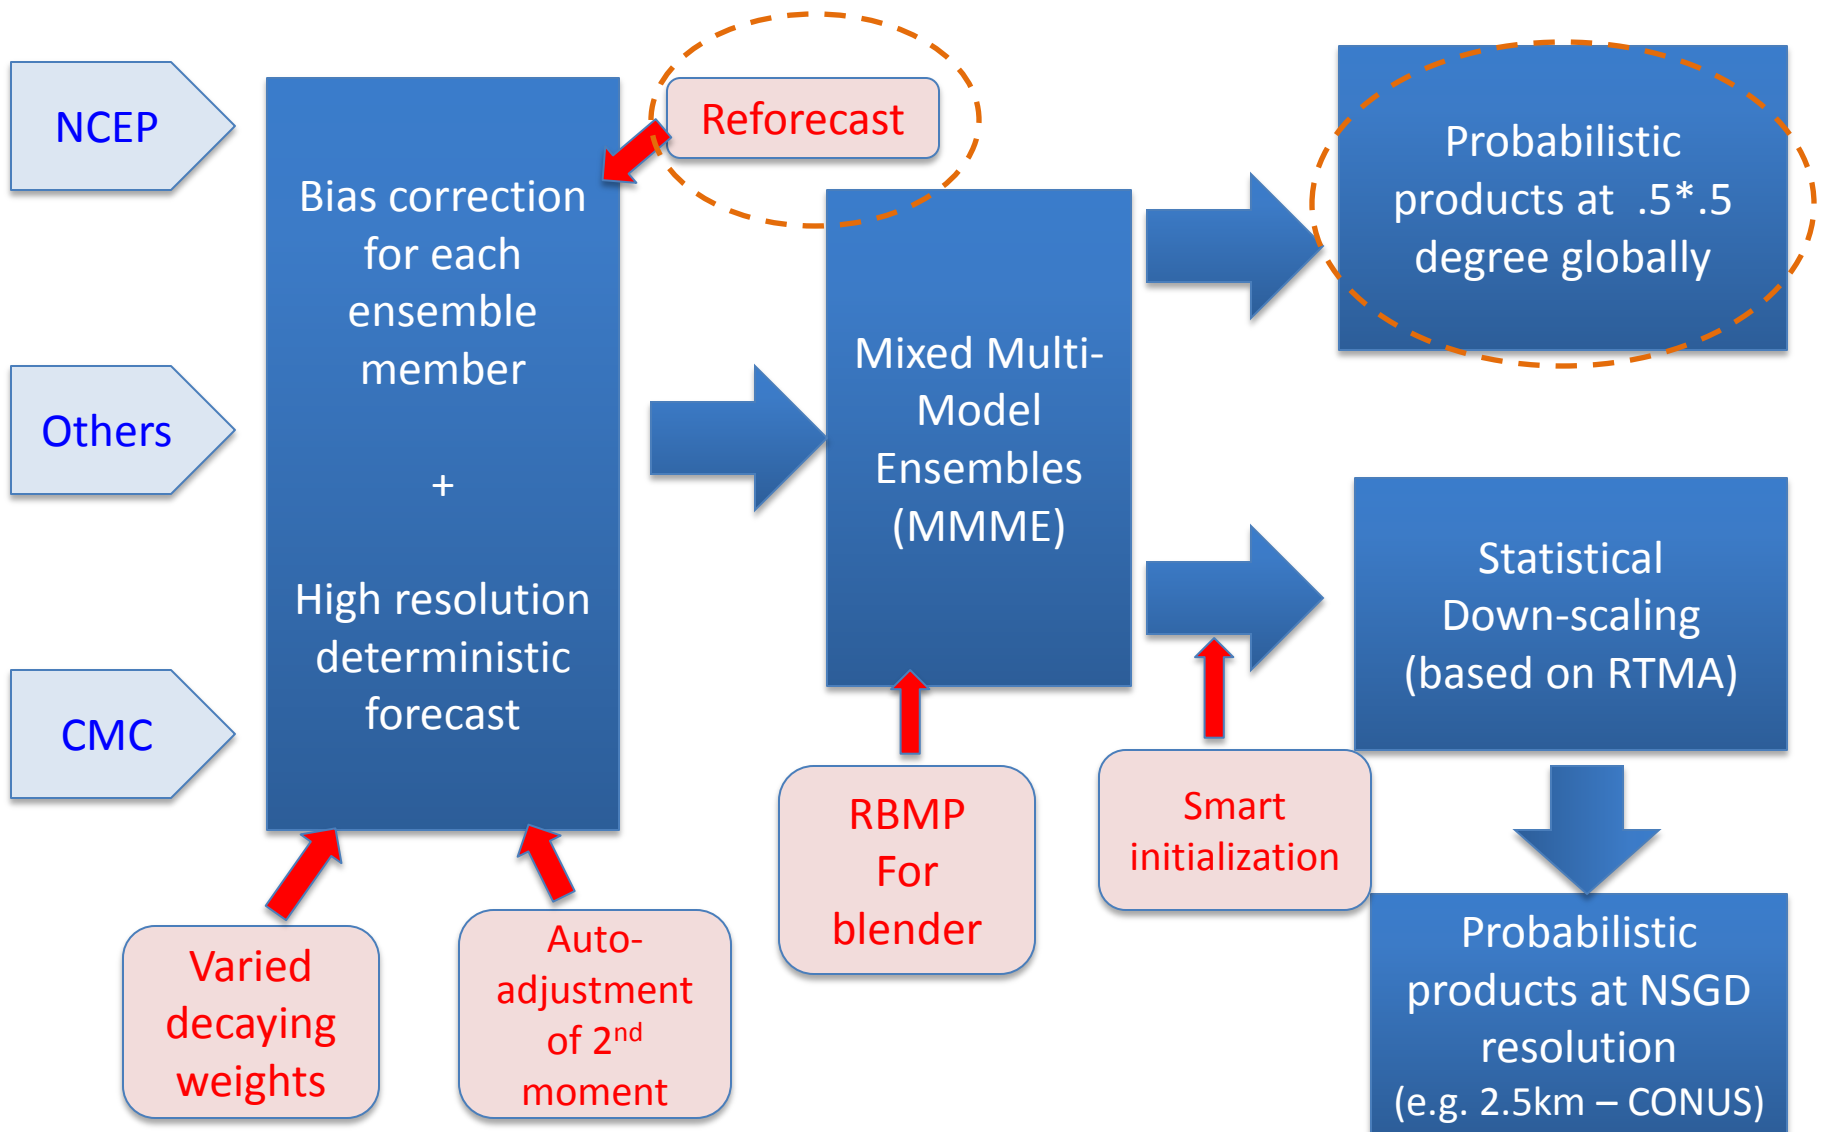 NCEP
Others
CMC
Bias correction
for each
ensemble
member
+
High resolution
deterministic
forecast
Reforecast
Varied
decaying
weights
Auto-
adjustment
of 2nd
moment
Mixed Multi-
Model
Ensembles
(MMME)
RBMP
For
blender
Smart
initialization
Probabilistic
products at .5*.5
degree globally
Statistical
Down-scaling
(based on RTMA)
Probabilistic
products at NSGD
resolution
(e.g. 2.5km – CONUS)